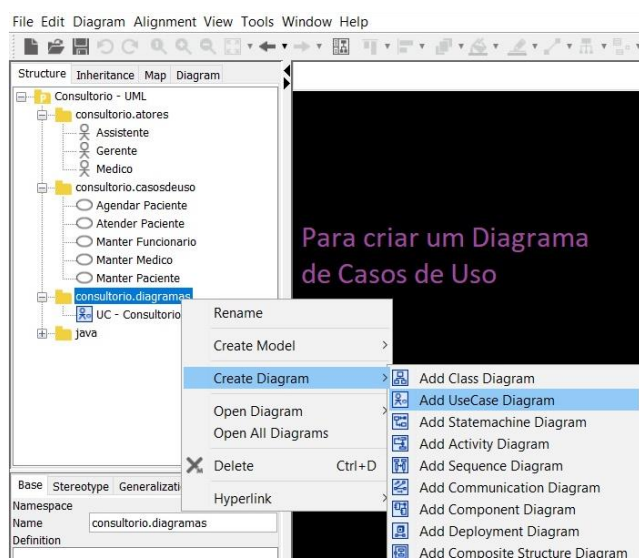 File Edit Diagram Alignment View Tools Window Help
Structure Inheritance Map Diagram
Consultorio - UML
consultorio.atores
Assistente
Gerente
Medico
consultorio.casosdeuso
Agendar Paciente
Atender Paciente
Manter Funcionario
Manter Medico
Manter Paciente
consultorio.diagramas
UC - Consultorio
java
Para criar um Diagrama
de Casos de Uso
Rename
Create Model
Create Diagram
Open Diagram
Open All Diagrams
Delete Ctrl+D
Hyperlink
Add Class Diagram
Add UseCase Diagram
Add Statemachine Diagram
Add Activity Diagram
Add Sequence Diagram
Add Communication Diagram
Add Component Diagram
Add Deployment Diagram
Add Composite Structure Diagram
Base Stereotype Generalizati
Namespace
Name consultorio.diagramas
Definition